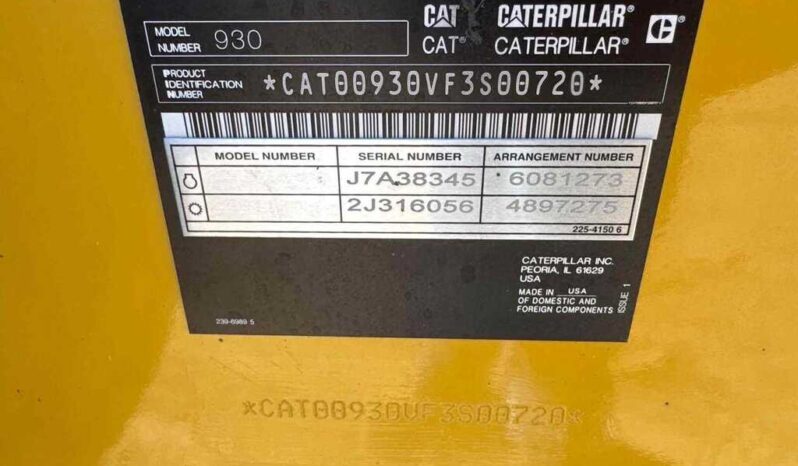 CAT CATERPILLAR
CAT® CATERPILLAR®
MODEL NUMBER 930
PRODUCT IDENTIFICATION NUMBER *CAT00930VF3S00720*
MODEL NUMBER SERIAL NUMBER ARRANGEMENT NUMBER
J7A38345 6081273
2J316056 4897275
225-4150 6
CATERPILLAR INC.
PEORIA, IL 61629
USA
MADE IN USA
OF DOMESTIC AND
FOREIGN COMPONENTS
ISSUE 1
239-6989 5
*CAT00930VF3S00720*